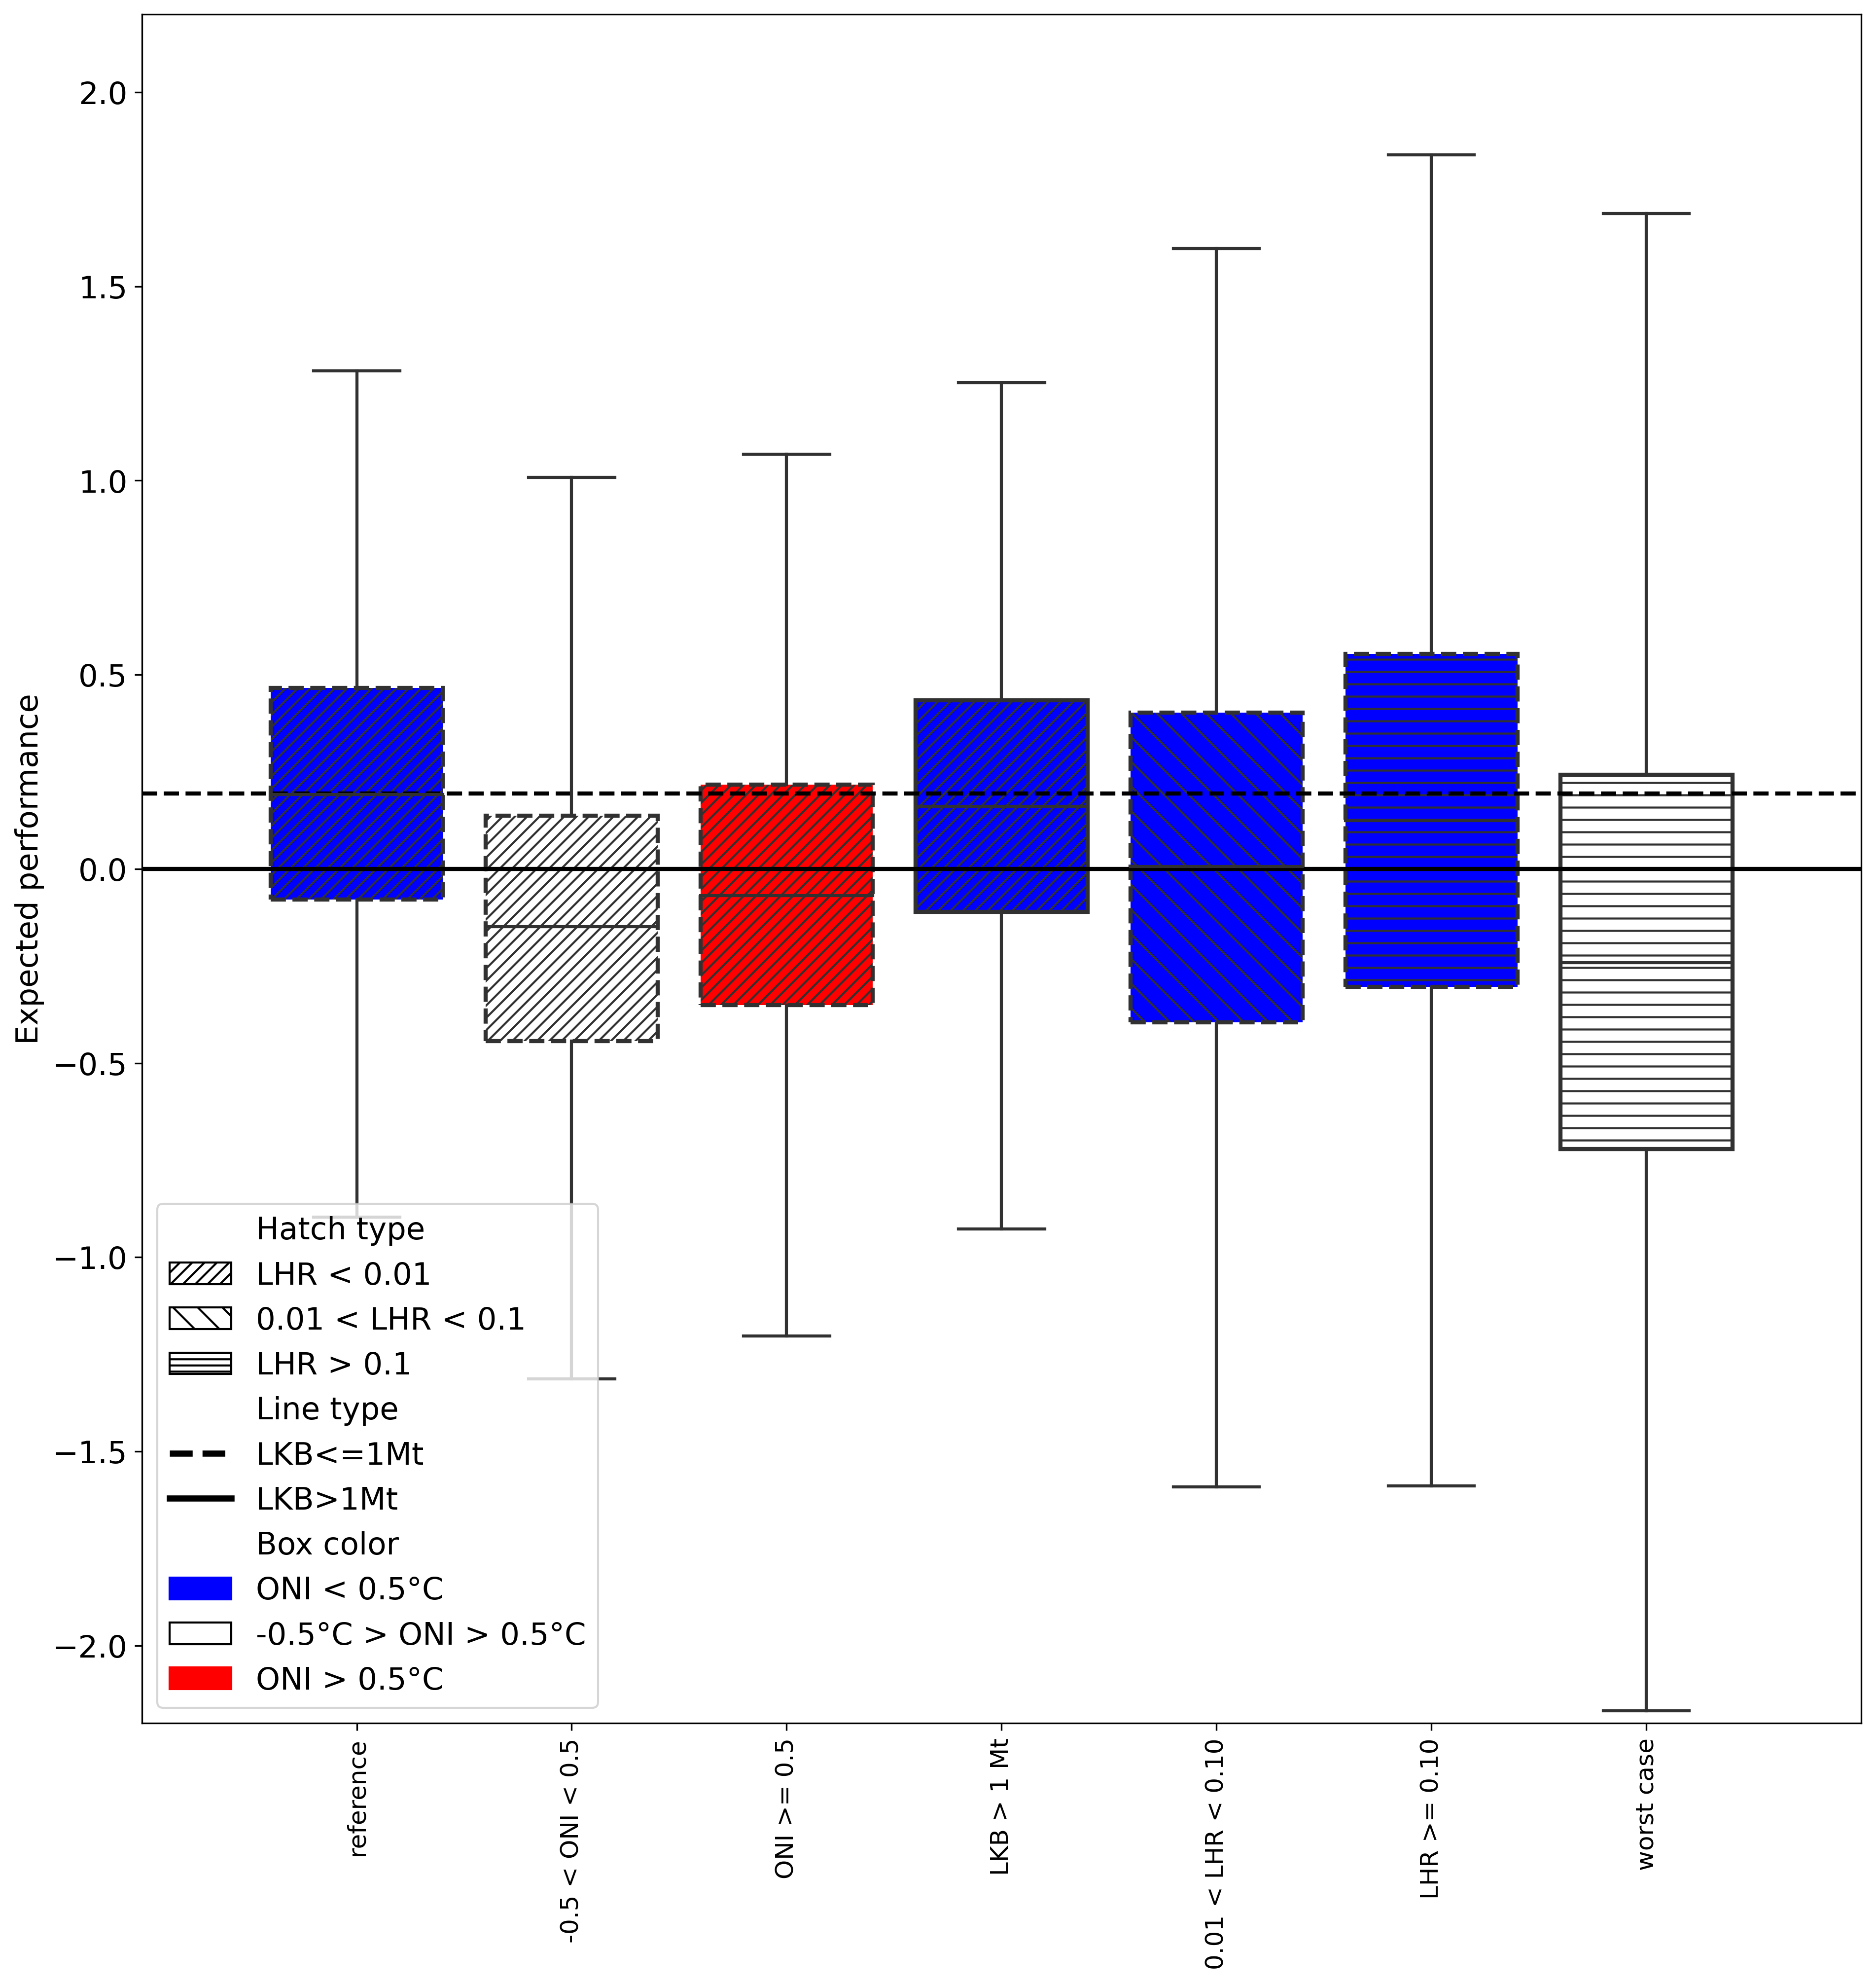 Expected performance
2.0
1.5
1.0
0.5
0.0
−0.5
−1.0
−1.5
−2.0
Hatch type
LHR < 0.01
0.01 < LHR < 0.1
LHR > 0.1
Line type
LKB<=1Mt
LKB>1Mt
Box color
ONI < 0.5°C
-0.5°C > ONI > 0.5°C
ONI > 0.5°C
reference
-0.5 < ONI < 0.5
ONI >= 0.5
LKB > 1 Mt
0.01 < LHR < 0.10
LHR >= 0.10
worst case